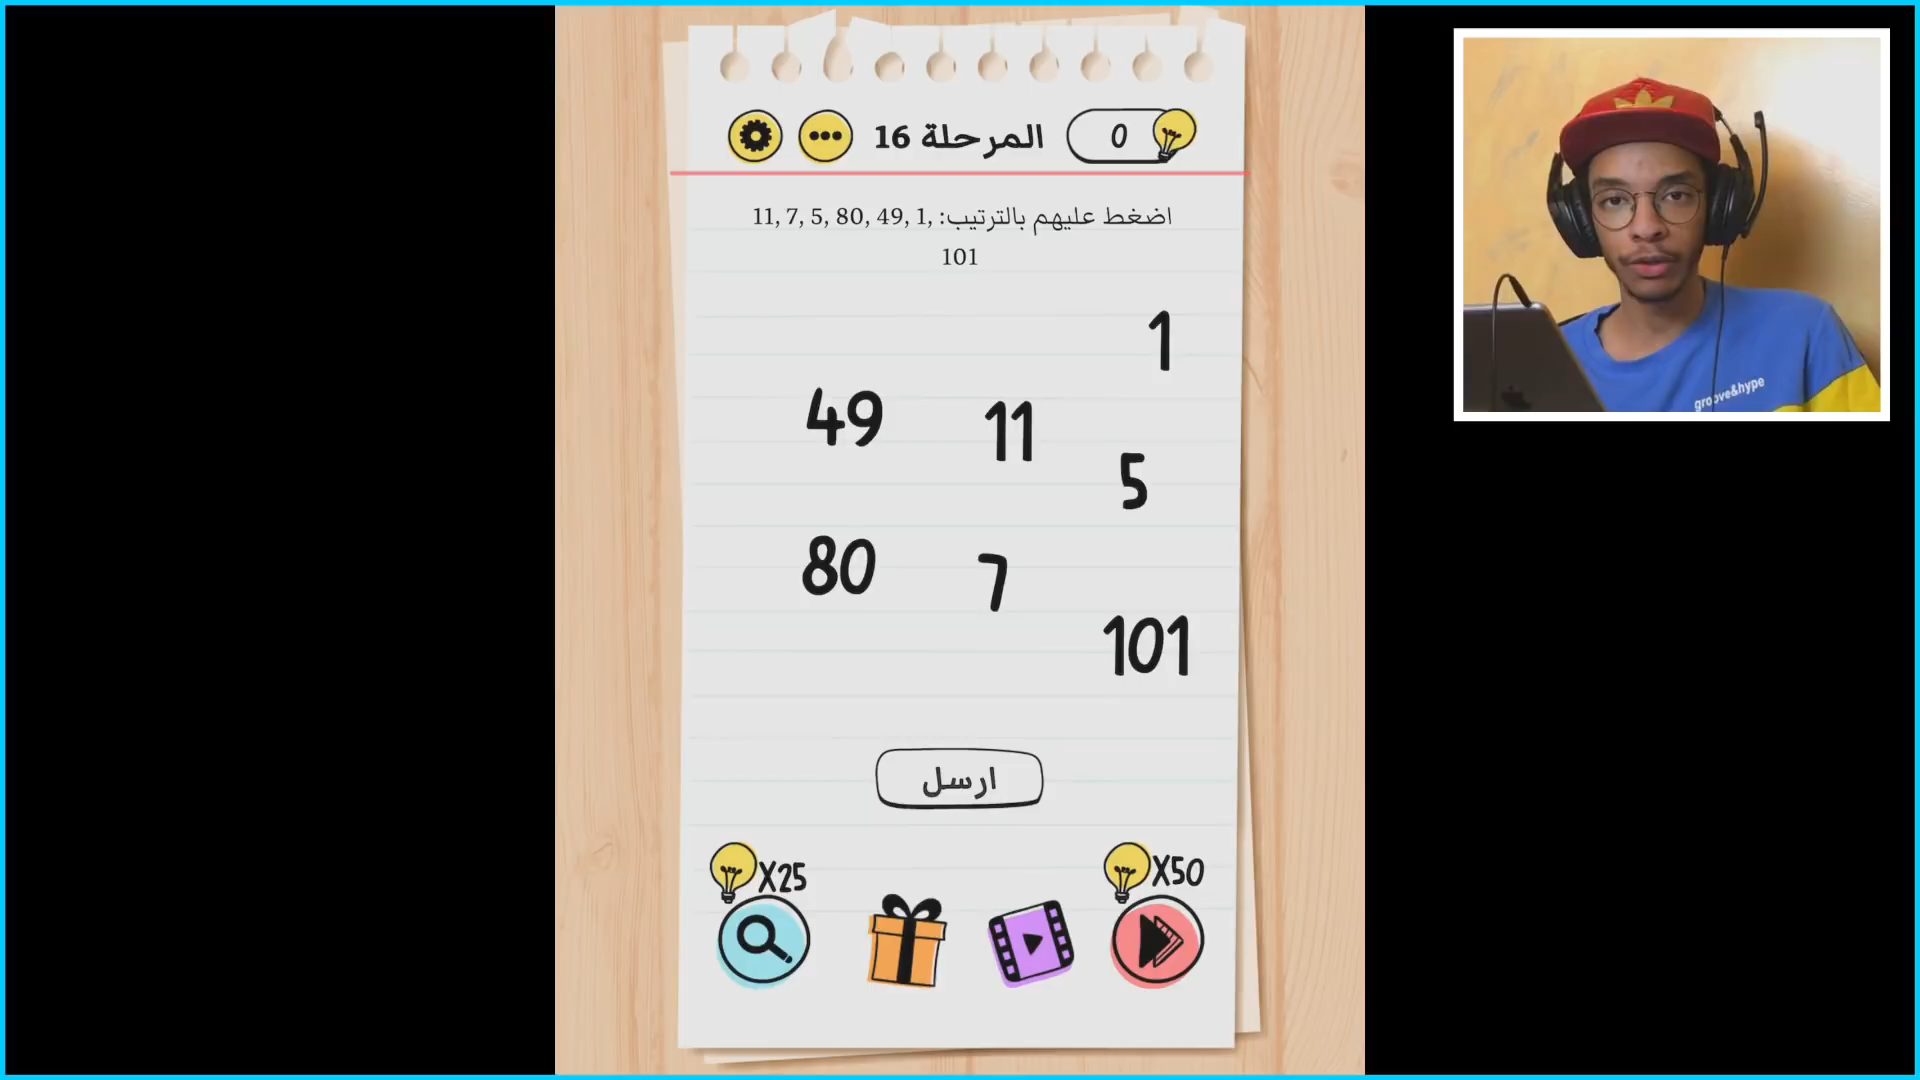 المرحلة 16
0
اضغط عليهم بالترتيب: 11, 7, 5, 80, 49, 1,
101
1
49
11
5
80
7
101
ارسل
X25
X50
groove&hype